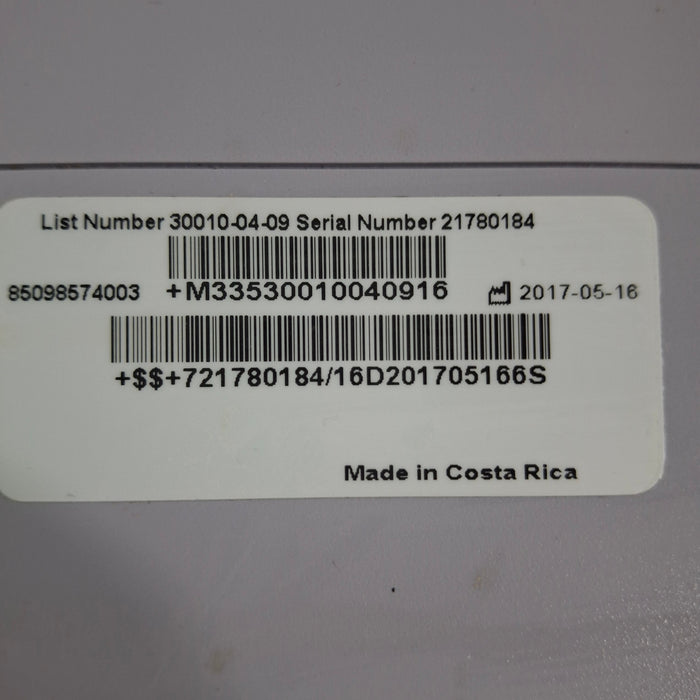 List Number 30010-04-09 Serial Number 21780184
85098574003 +M33530010040916 2017-05-16
+$$+721780184/16D201705166S
Made in Costa Rica